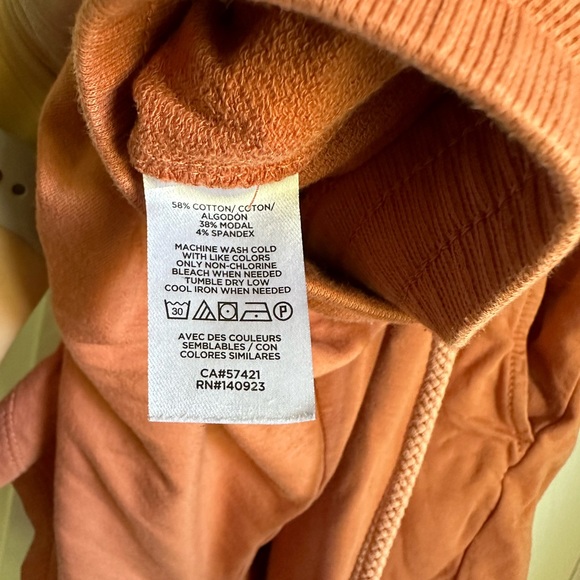 58% COTTON/ COTON/
ALGODÓN
38% MODAL
4% SPANDEX
MACHINE WASH COLD
WITH LIKE COLORS
ONLY NON-CHLORINE
BLEACH WHEN NEEDED
TUMBLE DRY LOW
COOL IRON WHEN NEEDED
30 P
AVEC DES COULEURS
SEMBLABLES / CON
COLORES SIMILARES
CA#57421
RN#140923